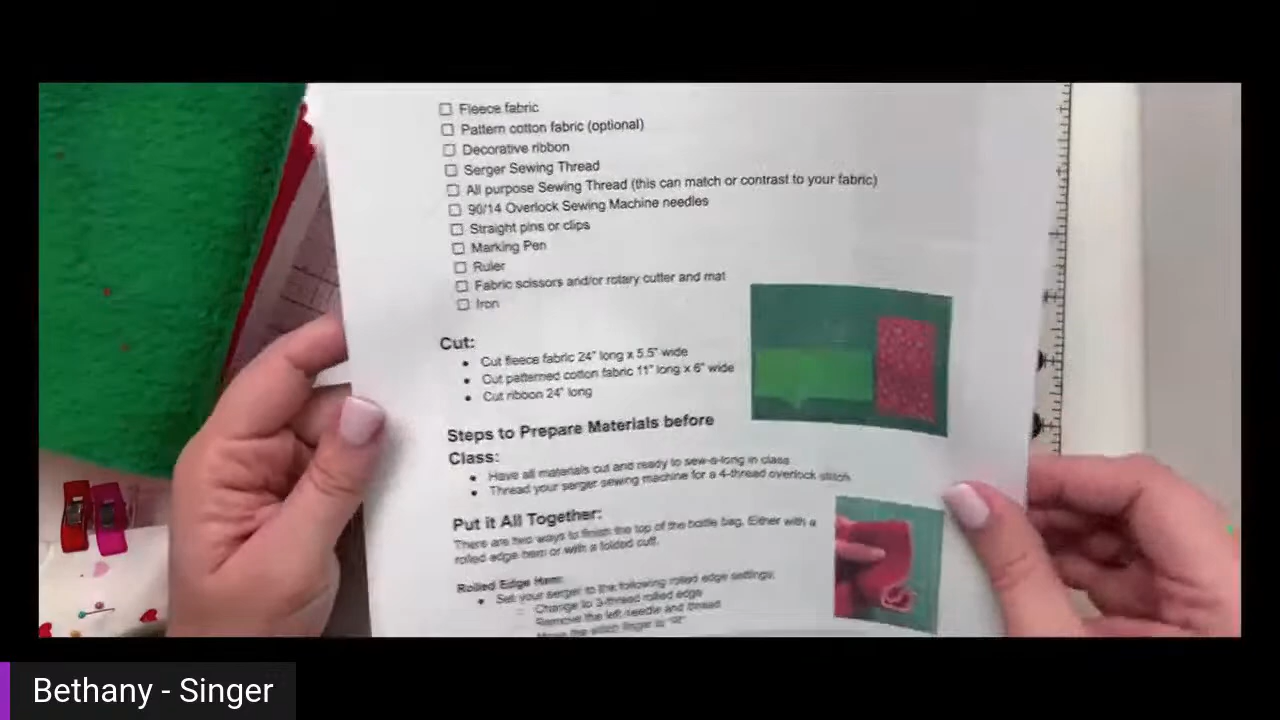 ☐ Fleece fabric
☐ Pattern cotton fabric (optional)
☐ Decorative ribbon
☐ Serger Sewing Thread
☐ All purpose Sewing Thread (this can match or contrast to your fabric)
☐ 90/14 Overlock Sewing Machine needles
☐ Straight pins or clips
☐ Marking Pen
☐ Ruler
☐ Fabric scissors and/or rotary cutter and mat
☐ Iron
Cut:
• Cut fleece fabric 24" long x 5.5" wide
• Cut patterned cotton fabric 11" long x 6" wide
• Cut ribbon 24" long
Steps to Prepare Materials before
Class:
• Have all materials cut and ready to sew-a-long in class
• Thread your serger sewing machine for a 4-thread overlock stitch
Put it All Together:
There are two ways to finish the top of the bottle bag. Either with a
rolled edge hem or with a folded cuff.
Rolled Edge Hem:
• Set your serger to the following rolled edge settings:
Change to 3-thread rolled edge
Remove the left needle and thread
Move the stitch finger to
Bethany - Singer